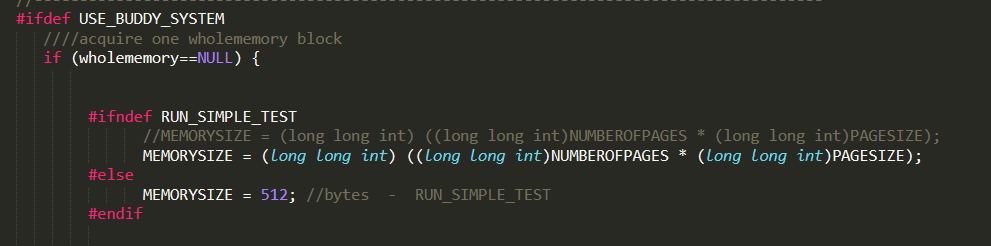 //----------------------------------------------------------------------------------------
#ifdef USE_BUDDY_SYSTEM
////acquire one wholememory block
if (wholememory==NULL) {
#ifndef RUN_SIMPLE_TEST
//MEMORYSIZE = (long long int) ((long long int)NUMBEROFPAGES * (long long int)PAGESIZE);
MEMORYSIZE = (long long int) ((long long int)NUMBEROFPAGES * (long long int)PAGESIZE);
#else
MEMORYSIZE = 512; //bytes  -  RUN_SIMPLE_TEST
#endif